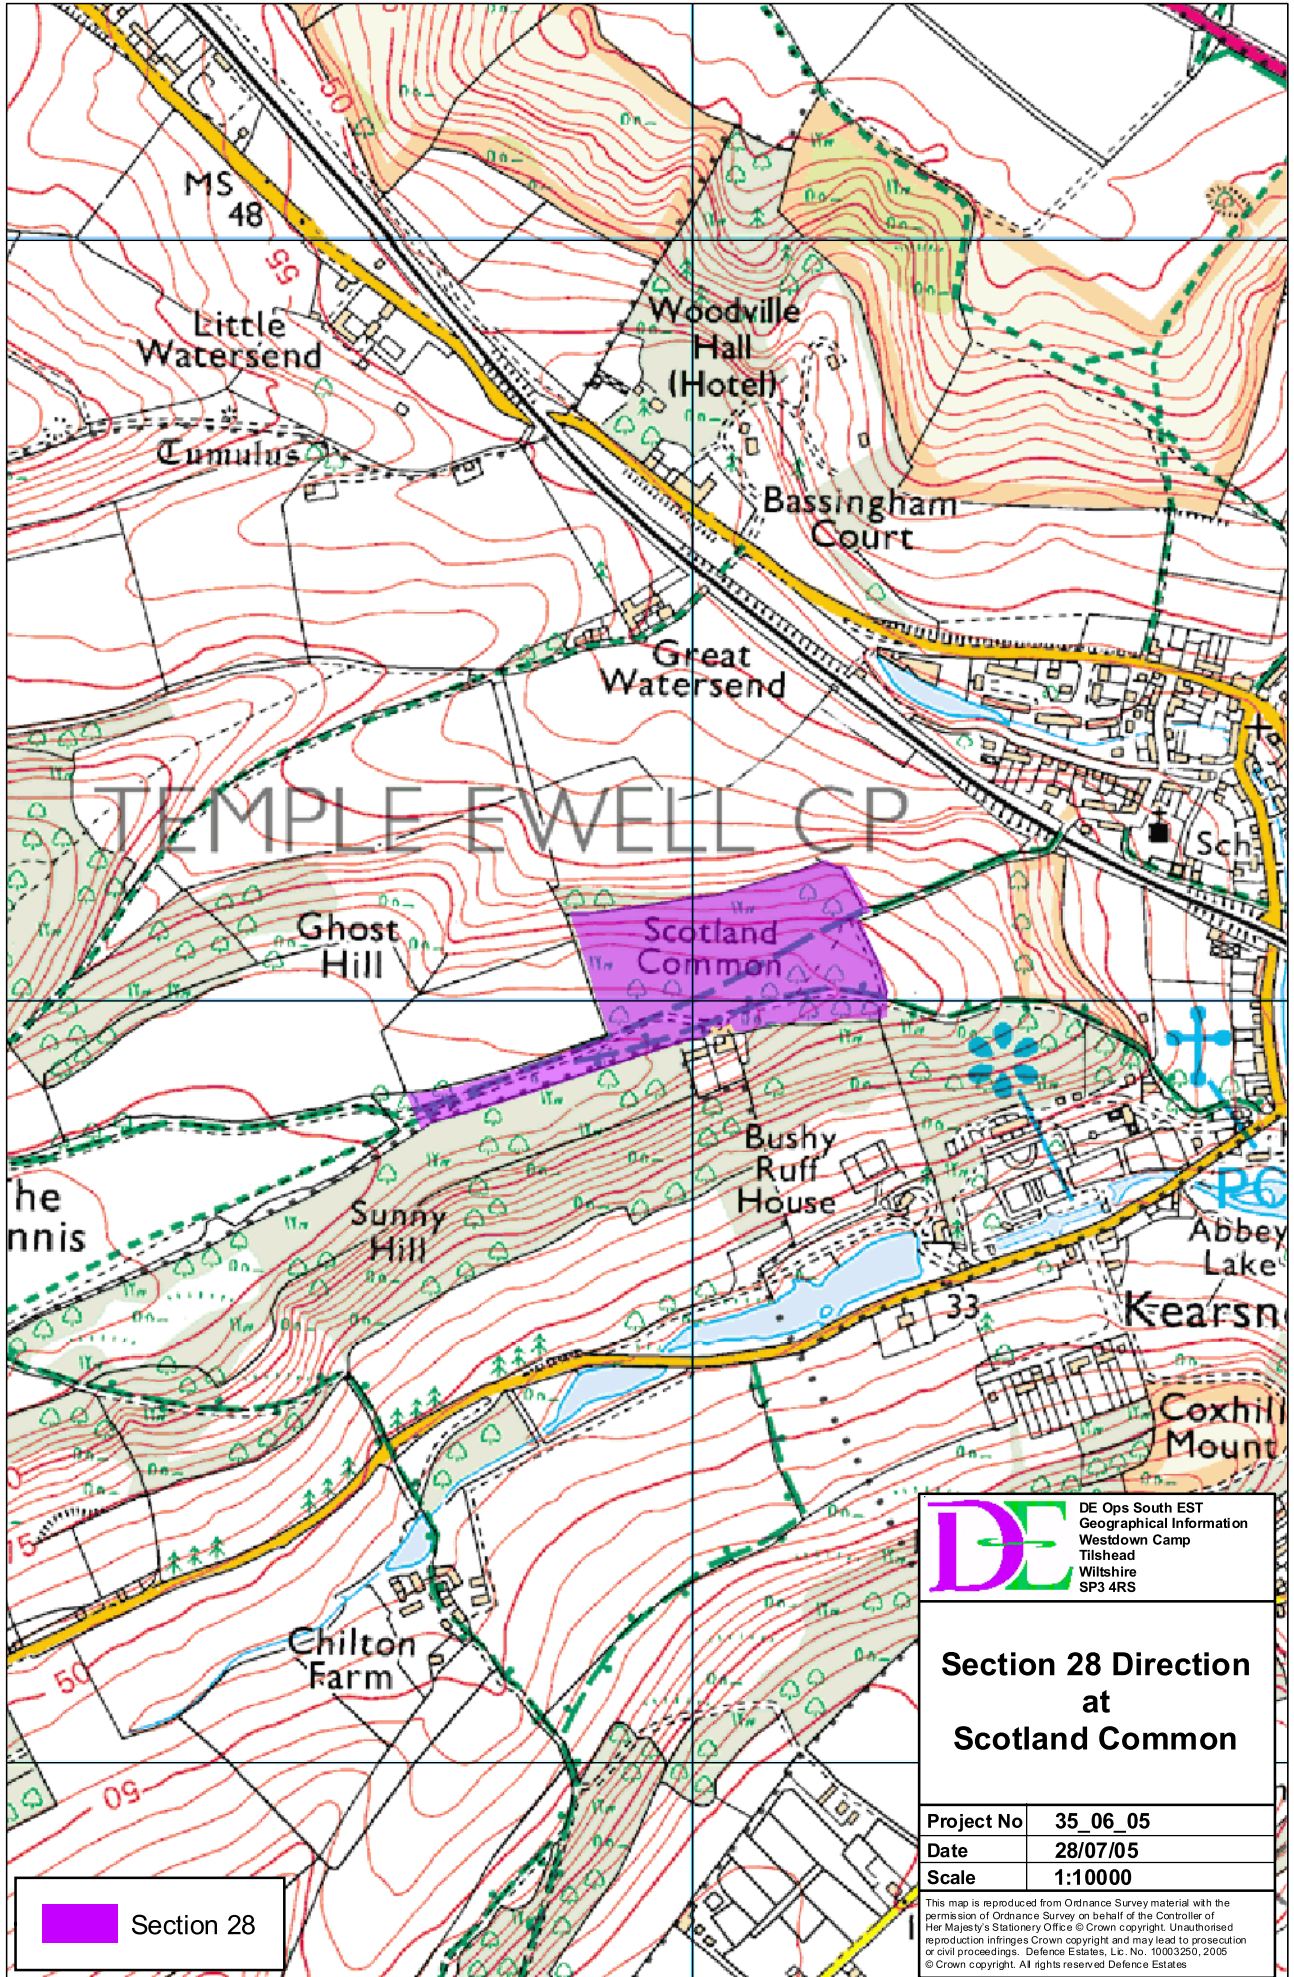 50
MS
48
55
Little
Watersend
Tumulus
Woodville
Hall
(Hotel)
Bassingham
Court
Great
Watersend
TEMPLE EWELL CP
Sch
Ghost
Hill
Scotland
Common
Bushy
Ruff
House
he
nnis
Sunny
Hill
PC
Abbey
Lake
33
Kearsn
Coxhill
Mount
75
50
Chilton
Farm
50
DE
DE Ops South EST
Geographical Information
Westdown Camp
Tilshead
Wiltshire
SP3 4RS
Section 28 Direction
at
Scotland Common
Project No 35_06_05
Date 28/07/05
Scale 1:10000
This map is reproduced from Ordnance Survey material with the
permission of Ordnance Survey on behalf of the Controller of
Her Majesty's Stationery Office © Crown copyright. Unauthorised
reproduction infringes Crown copyright and may lead to prosecution
or civil proceedings. Defence Estates, Lic. No. 10003250, 2005
© Crown copyright. All rights reserved Defence Estates
Section 28